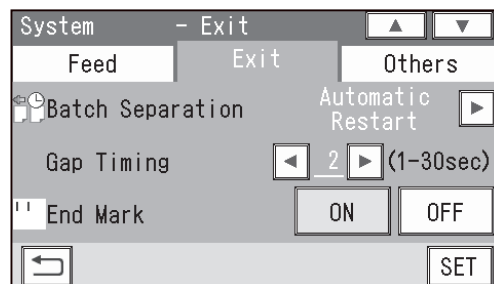 System - Exit
Feed Exit Others
Batch Separation Automatic Restart
Gap Timing 2 (1-30sec)
End Mark ON OFF
SET